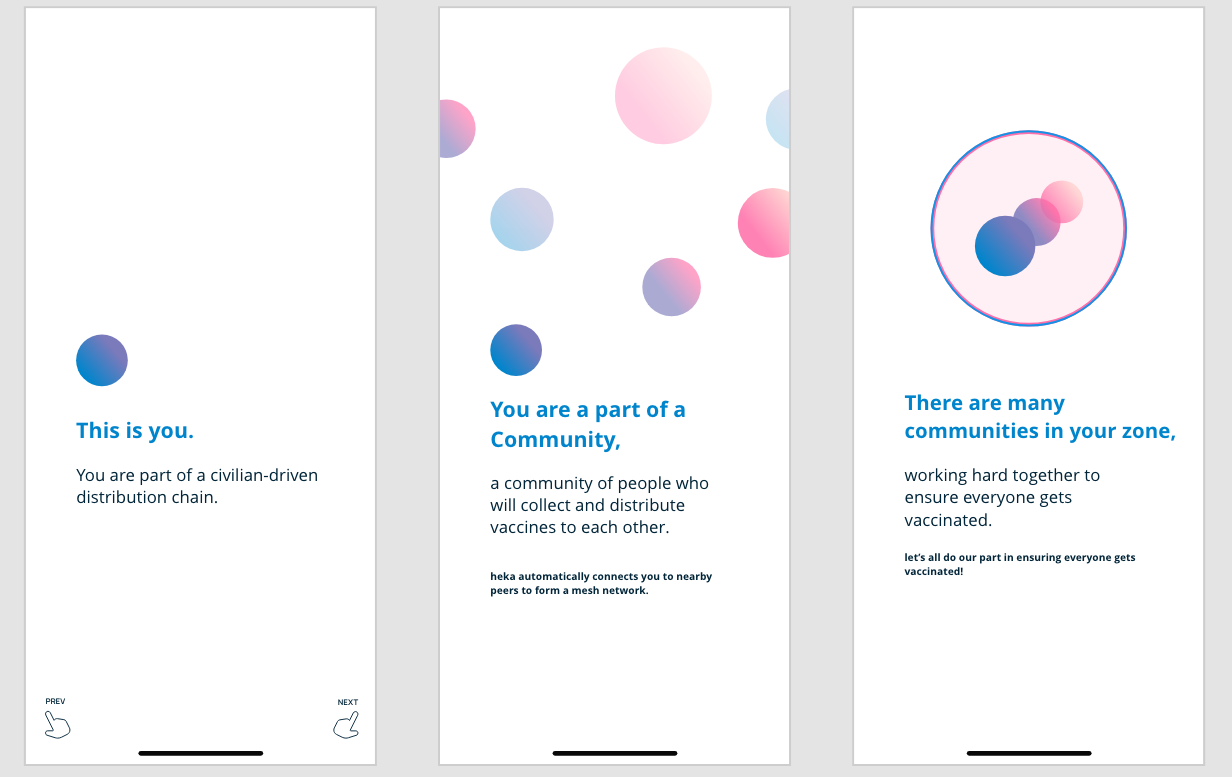 This is you.
You are part of a civilian-driven
distribution chain.
PREV
NEXT
You are a part of a
Community,
a community of people who
will collect and distribute
vaccines to each other.
heka automatically connects you to nearby
peers to form a mesh network.
There are many
communities in your zone,
working hard together to
ensure everyone gets
vaccinated.
let’s all do our part in ensuring everyone gets
vaccinated!